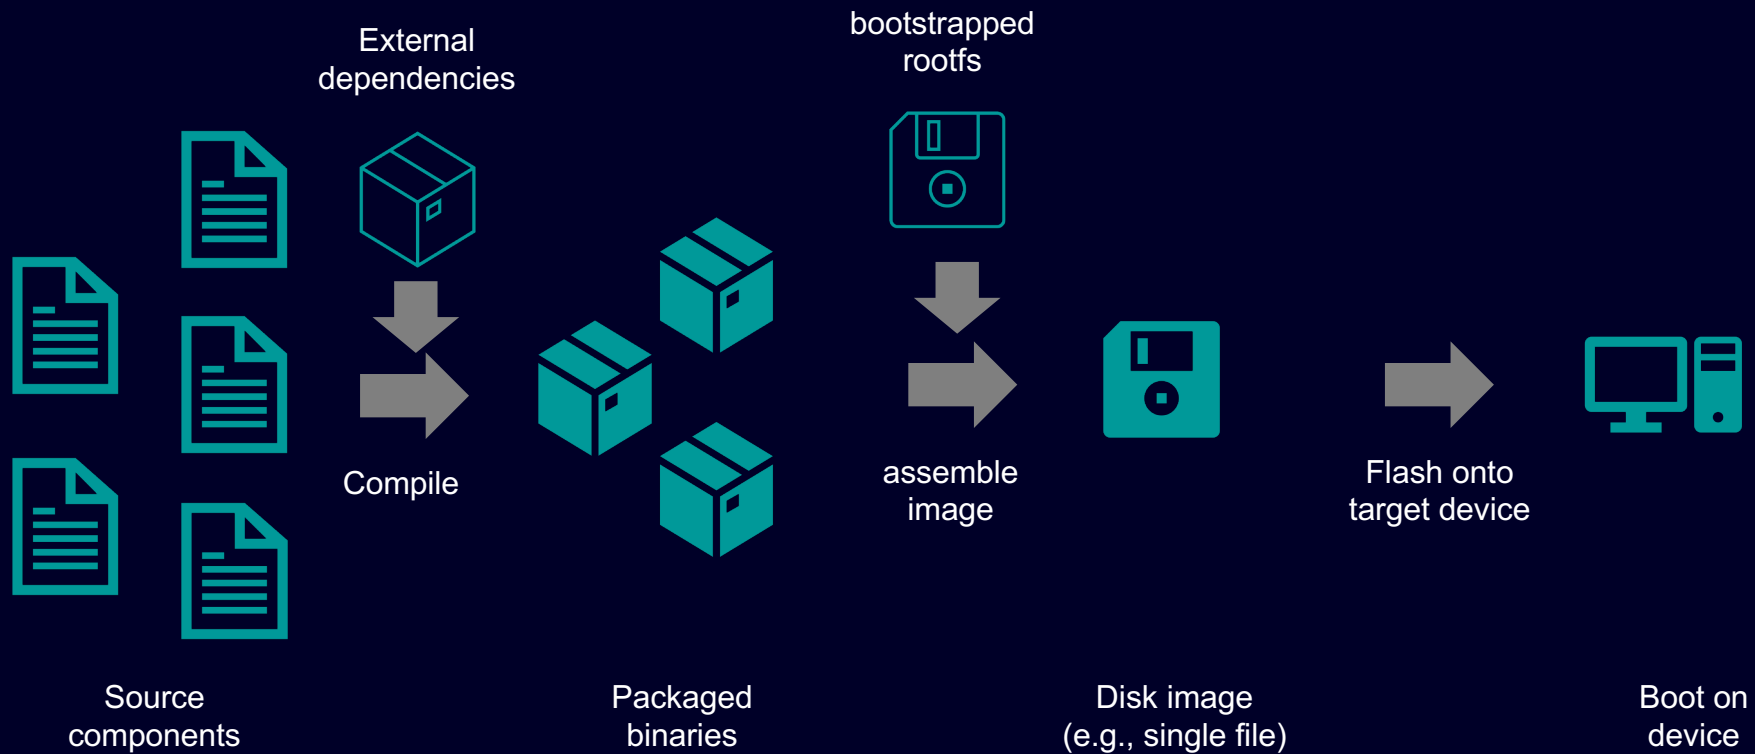 External
dependencies
bootstrapped
rootfs
Compile
assemble
image
Flash onto
target device
Source
components
Packaged
binaries
Disk image
(e.g., single file)
Boot on
device